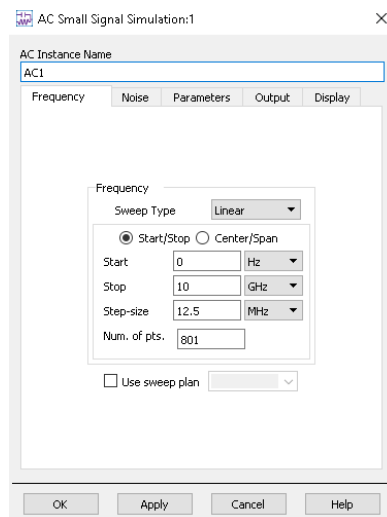 AC Small Signal Simulation:1
AC Instance Name
AC1
Frequency Noise Parameters Output Display
Frequency
Sweep Type Linear
Start/Stop Center/Span
Start 0 Hz
Stop 10 GHz
Step-size 12.5 MHz
Num. of pts. 801
Use sweep plan
OK Apply Cancel Help